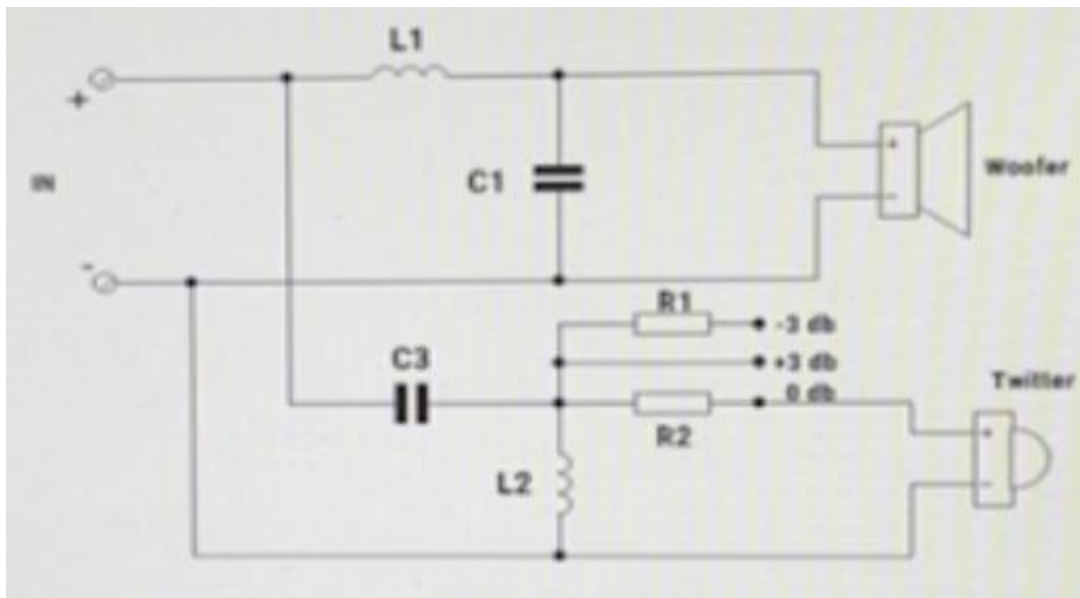 L1
+
IN
C1
+
-
Woofer
-
R1
-3 db
+3 db
0 db
C3
R2
Twitter
+
-
L2